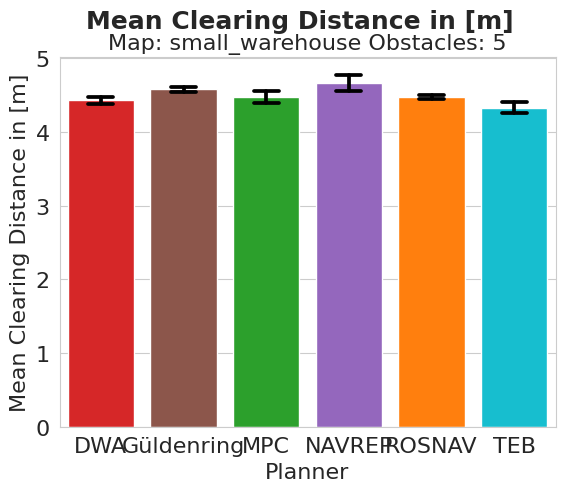 Mean Clearing Distance in [m]
Map: small_warehouse Obstacles: 5
Mean Clearing Distance in [m]
5
4
3
2
1
0
DWA Güldenring MPC NAVREP ROSNAV TEB
Planner